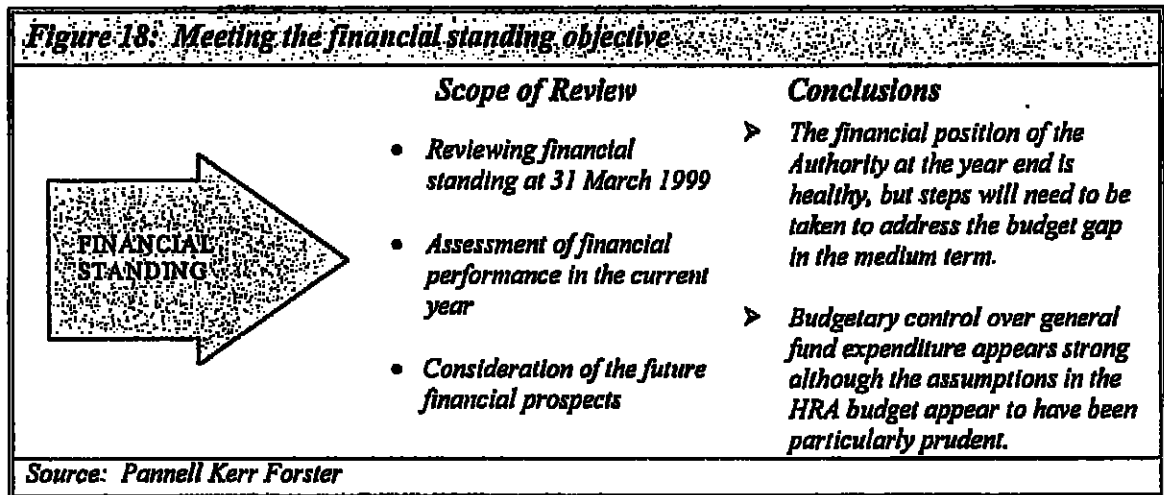 Figure 18: Meeting the financial standing objective
FINANCIAL
STANDING
Scope of Review
• Reviewing financial
standing at 31 March 1999
• Assessment of financial
performance in the current
year
• Consideration of the future
financial prospects
Conclusions
➤ The financial position of the
Authority at the year end is
healthy, but steps will need to be
taken to address the budget gap
in the medium term.
➤ Budgetary control over general
fund expenditure appears strong
although the assumptions in the
HRA budget appear to have been
particularly prudent.
Source: Pannell Kerr Forster